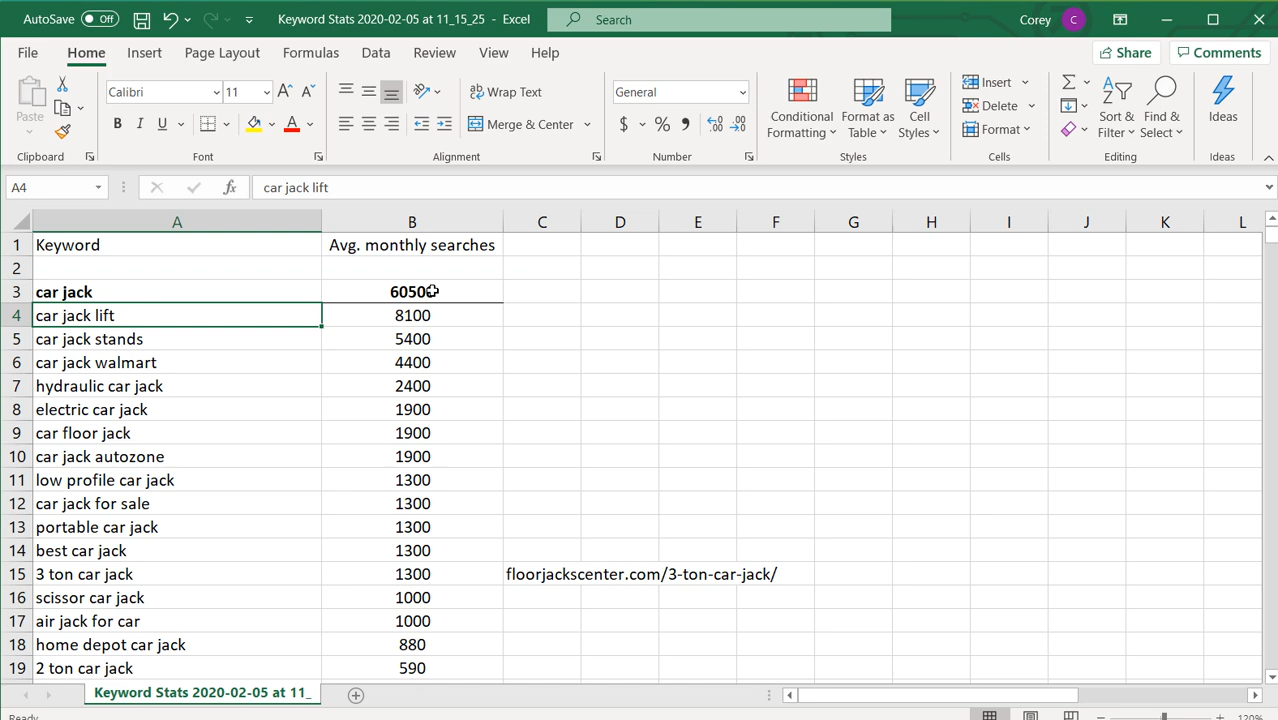 AutoSave Off Keyword Stats 2020-02-05 at 11_15_25 - Excel Search Corey C
File Home Insert Page Layout Formulas Data Review View Help Share Comments
Paste Calibri 11 A A Wrap Text General Conditional Formatting Format as Table Cell Styles Insert Sort & Filter Find & Select Ideas
Delete
B I U A Merge & Center $ % Format
Clipboard Font Alignment Number Styles Cells Editing Ideas
A4 fx car jack lift
A B C D E F G H I J K L
1 Keyword Avg. monthly searches
2
3 car jack 60500
4 car jack lift 8100
5 car jack stands 5400
6 car jack walmart 4400
7 hydraulic car jack 2400
8 electric car jack 1900
9 car floor jack 1900
10 car jack autozone 1900
11 low profile car jack 1300
12 car jack for sale 1300
13 portable car jack 1300
14 best car jack 1300
15 3 ton car jack 1300 floorjackscenter.com/3-ton-car-jack/
16 scissor car jack 1000
17 air jack for car 1000
18 home depot car jack 880
19 2 ton car jack 590
Keyword Stats 2020-02-05 at 11_
Ready 120%